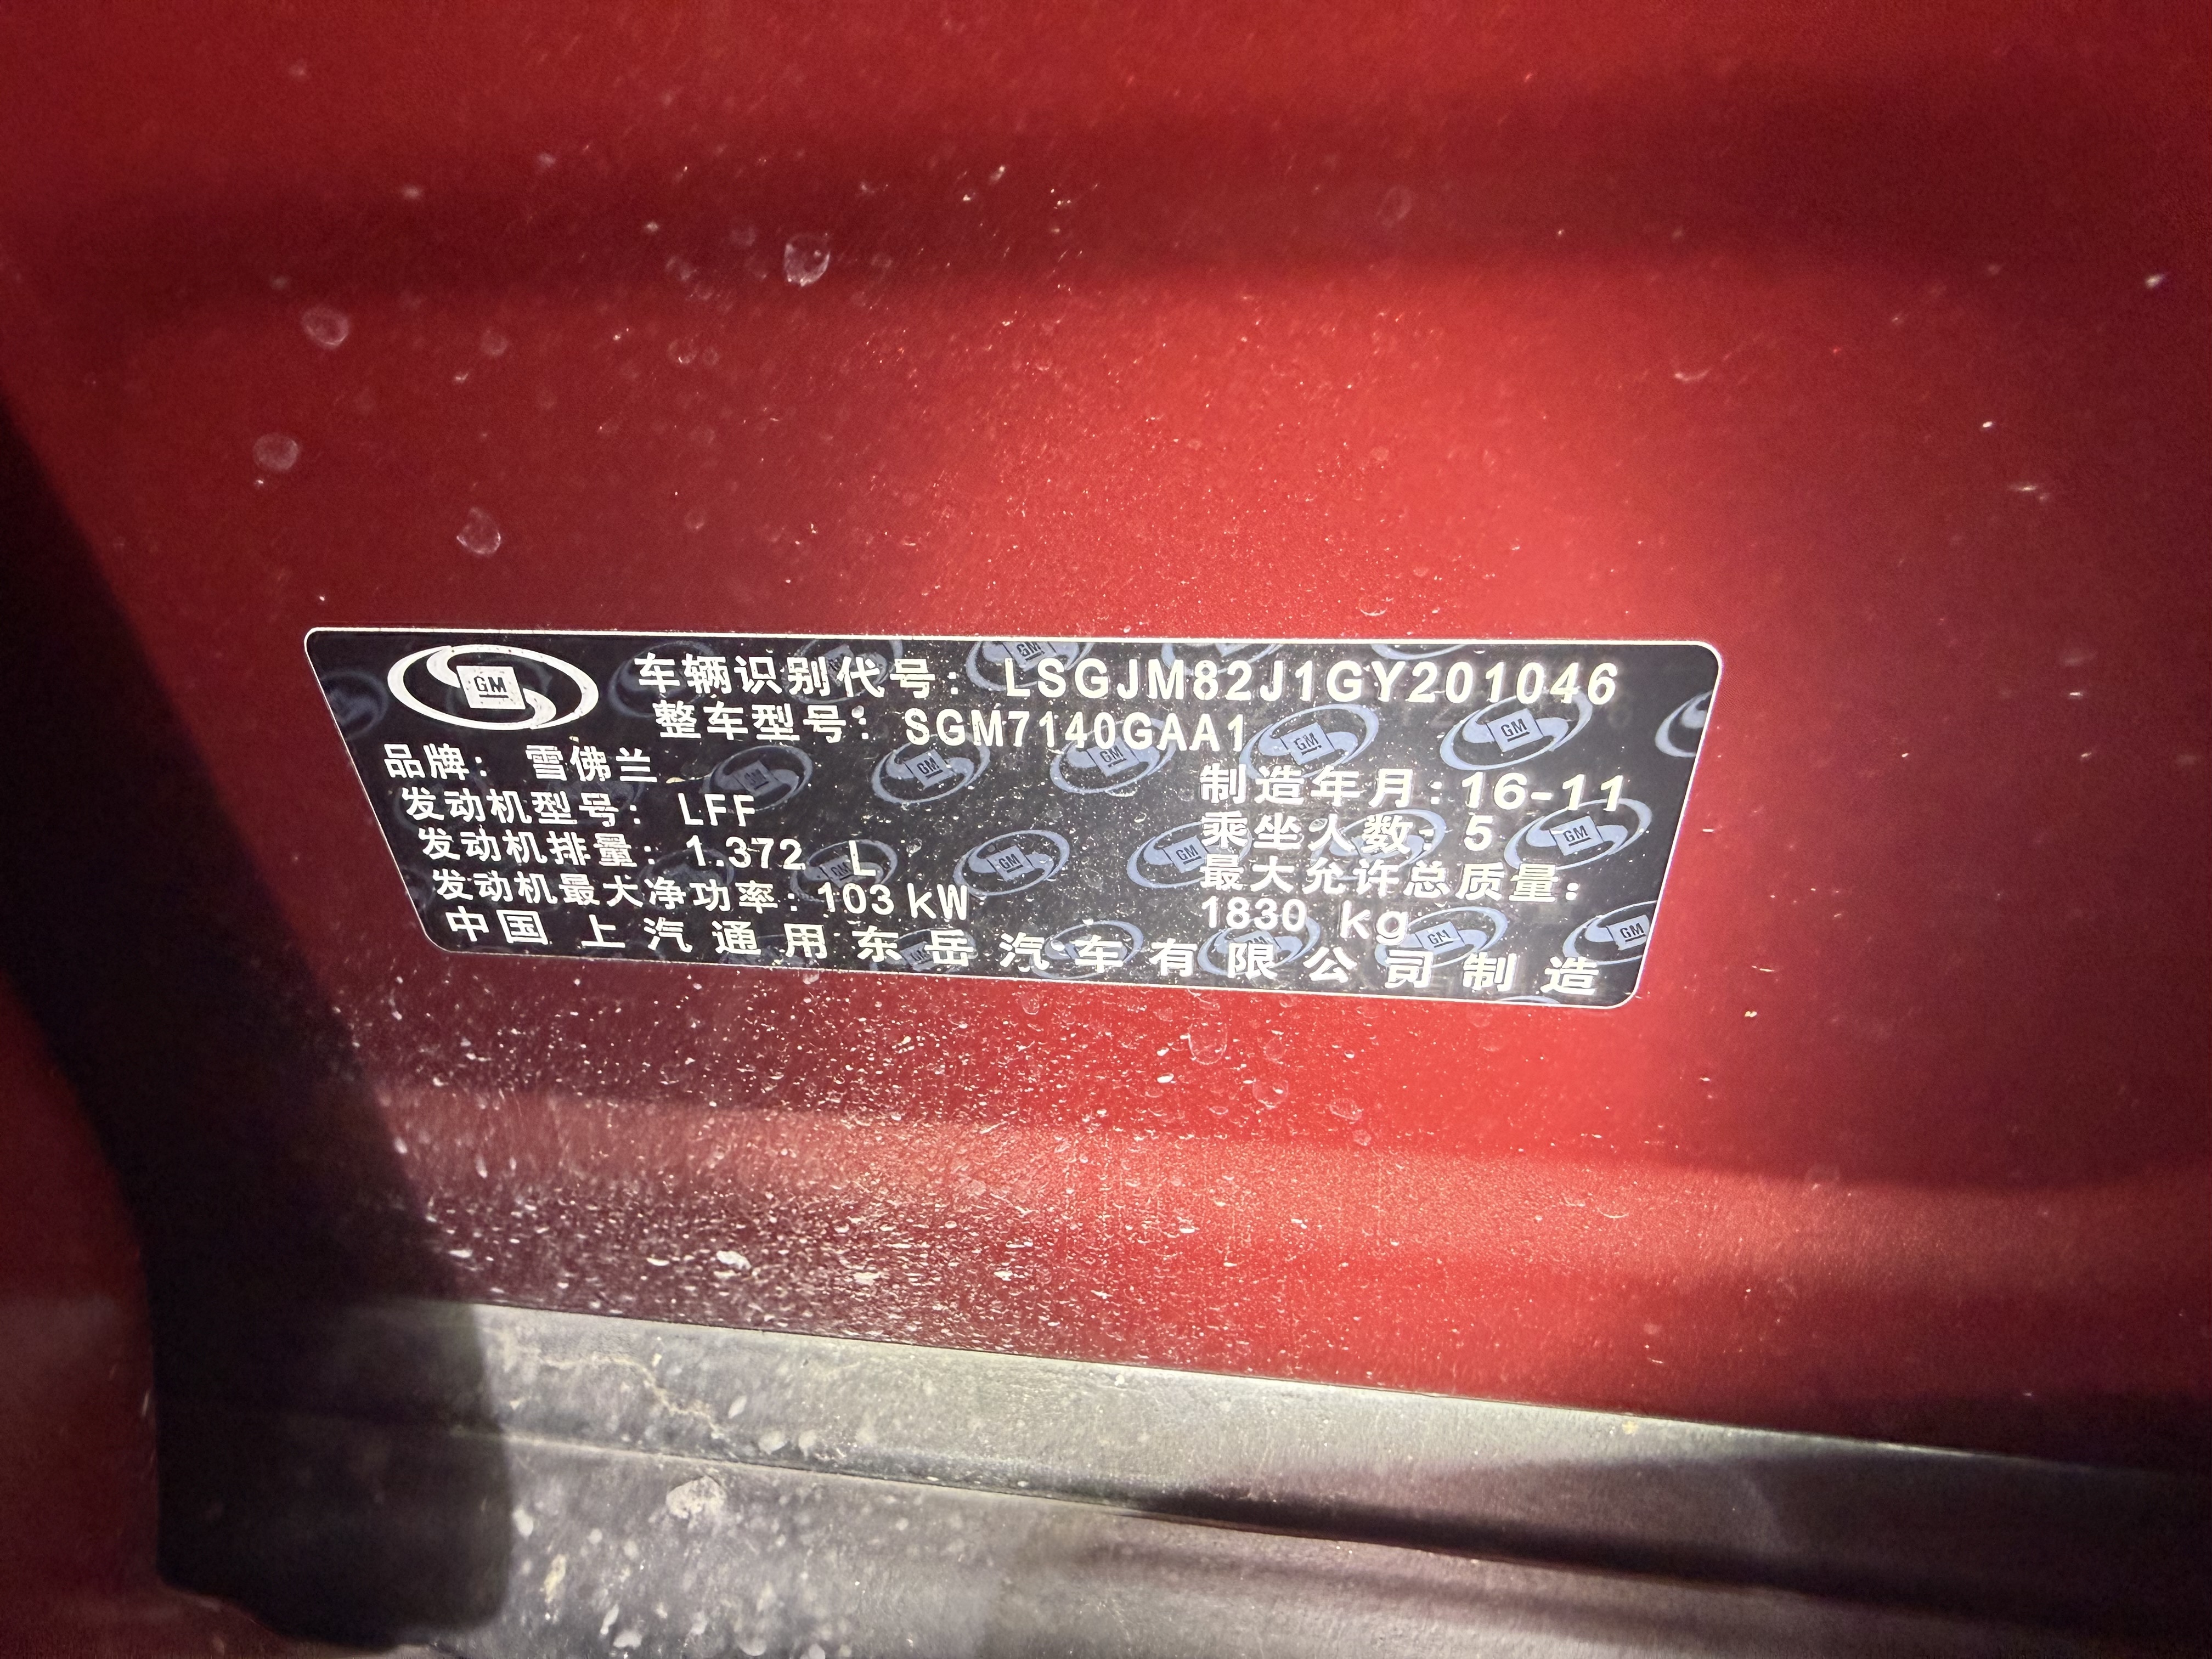 GM
车辆识别代号: LSGJM82J1GY201046
整车型号: SGM7140GAA1
品牌: 雪佛兰
制造年月:16-11
发动机型号: LFF
乘坐人数: 5
发动机排量: 1.372 L
最大允许总质量:
发动机最大净功率: 103 kW
1830 kg
中国 上汽通用东岳汽车有限公司制造